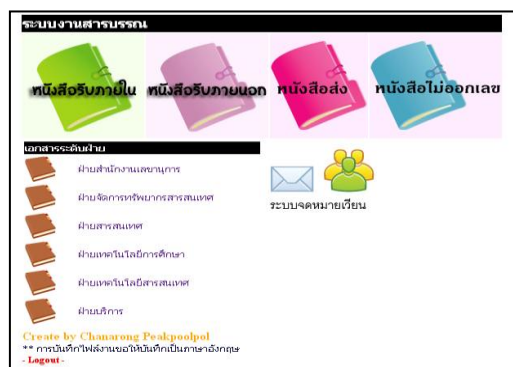 ระบบงานสารบรรณ
หนังสือรับภายใน
หนังสือรับภายนอก
หนังสือส่ง
หนังสือไม่ออกเลข
เอกสารระดับฝ่าย
ฝ่ายสำนักงานเลขานุการ
ฝ่ายจัดการทรัพยากรสารสนเทศ
ฝ่ายสารสนเทศ
ฝ่ายเทคโนโลยีการศึกษา
ฝ่ายเทคโนโลยีสารสนเทศ
ฝ่ายบริการ
ระบบจดหมายเวียน
Create by Chanarong Peakpoolpol
** การบันทึกไฟล์งานขอให้บันทึกเป็นภาษาอังกฤษ
- Logout -